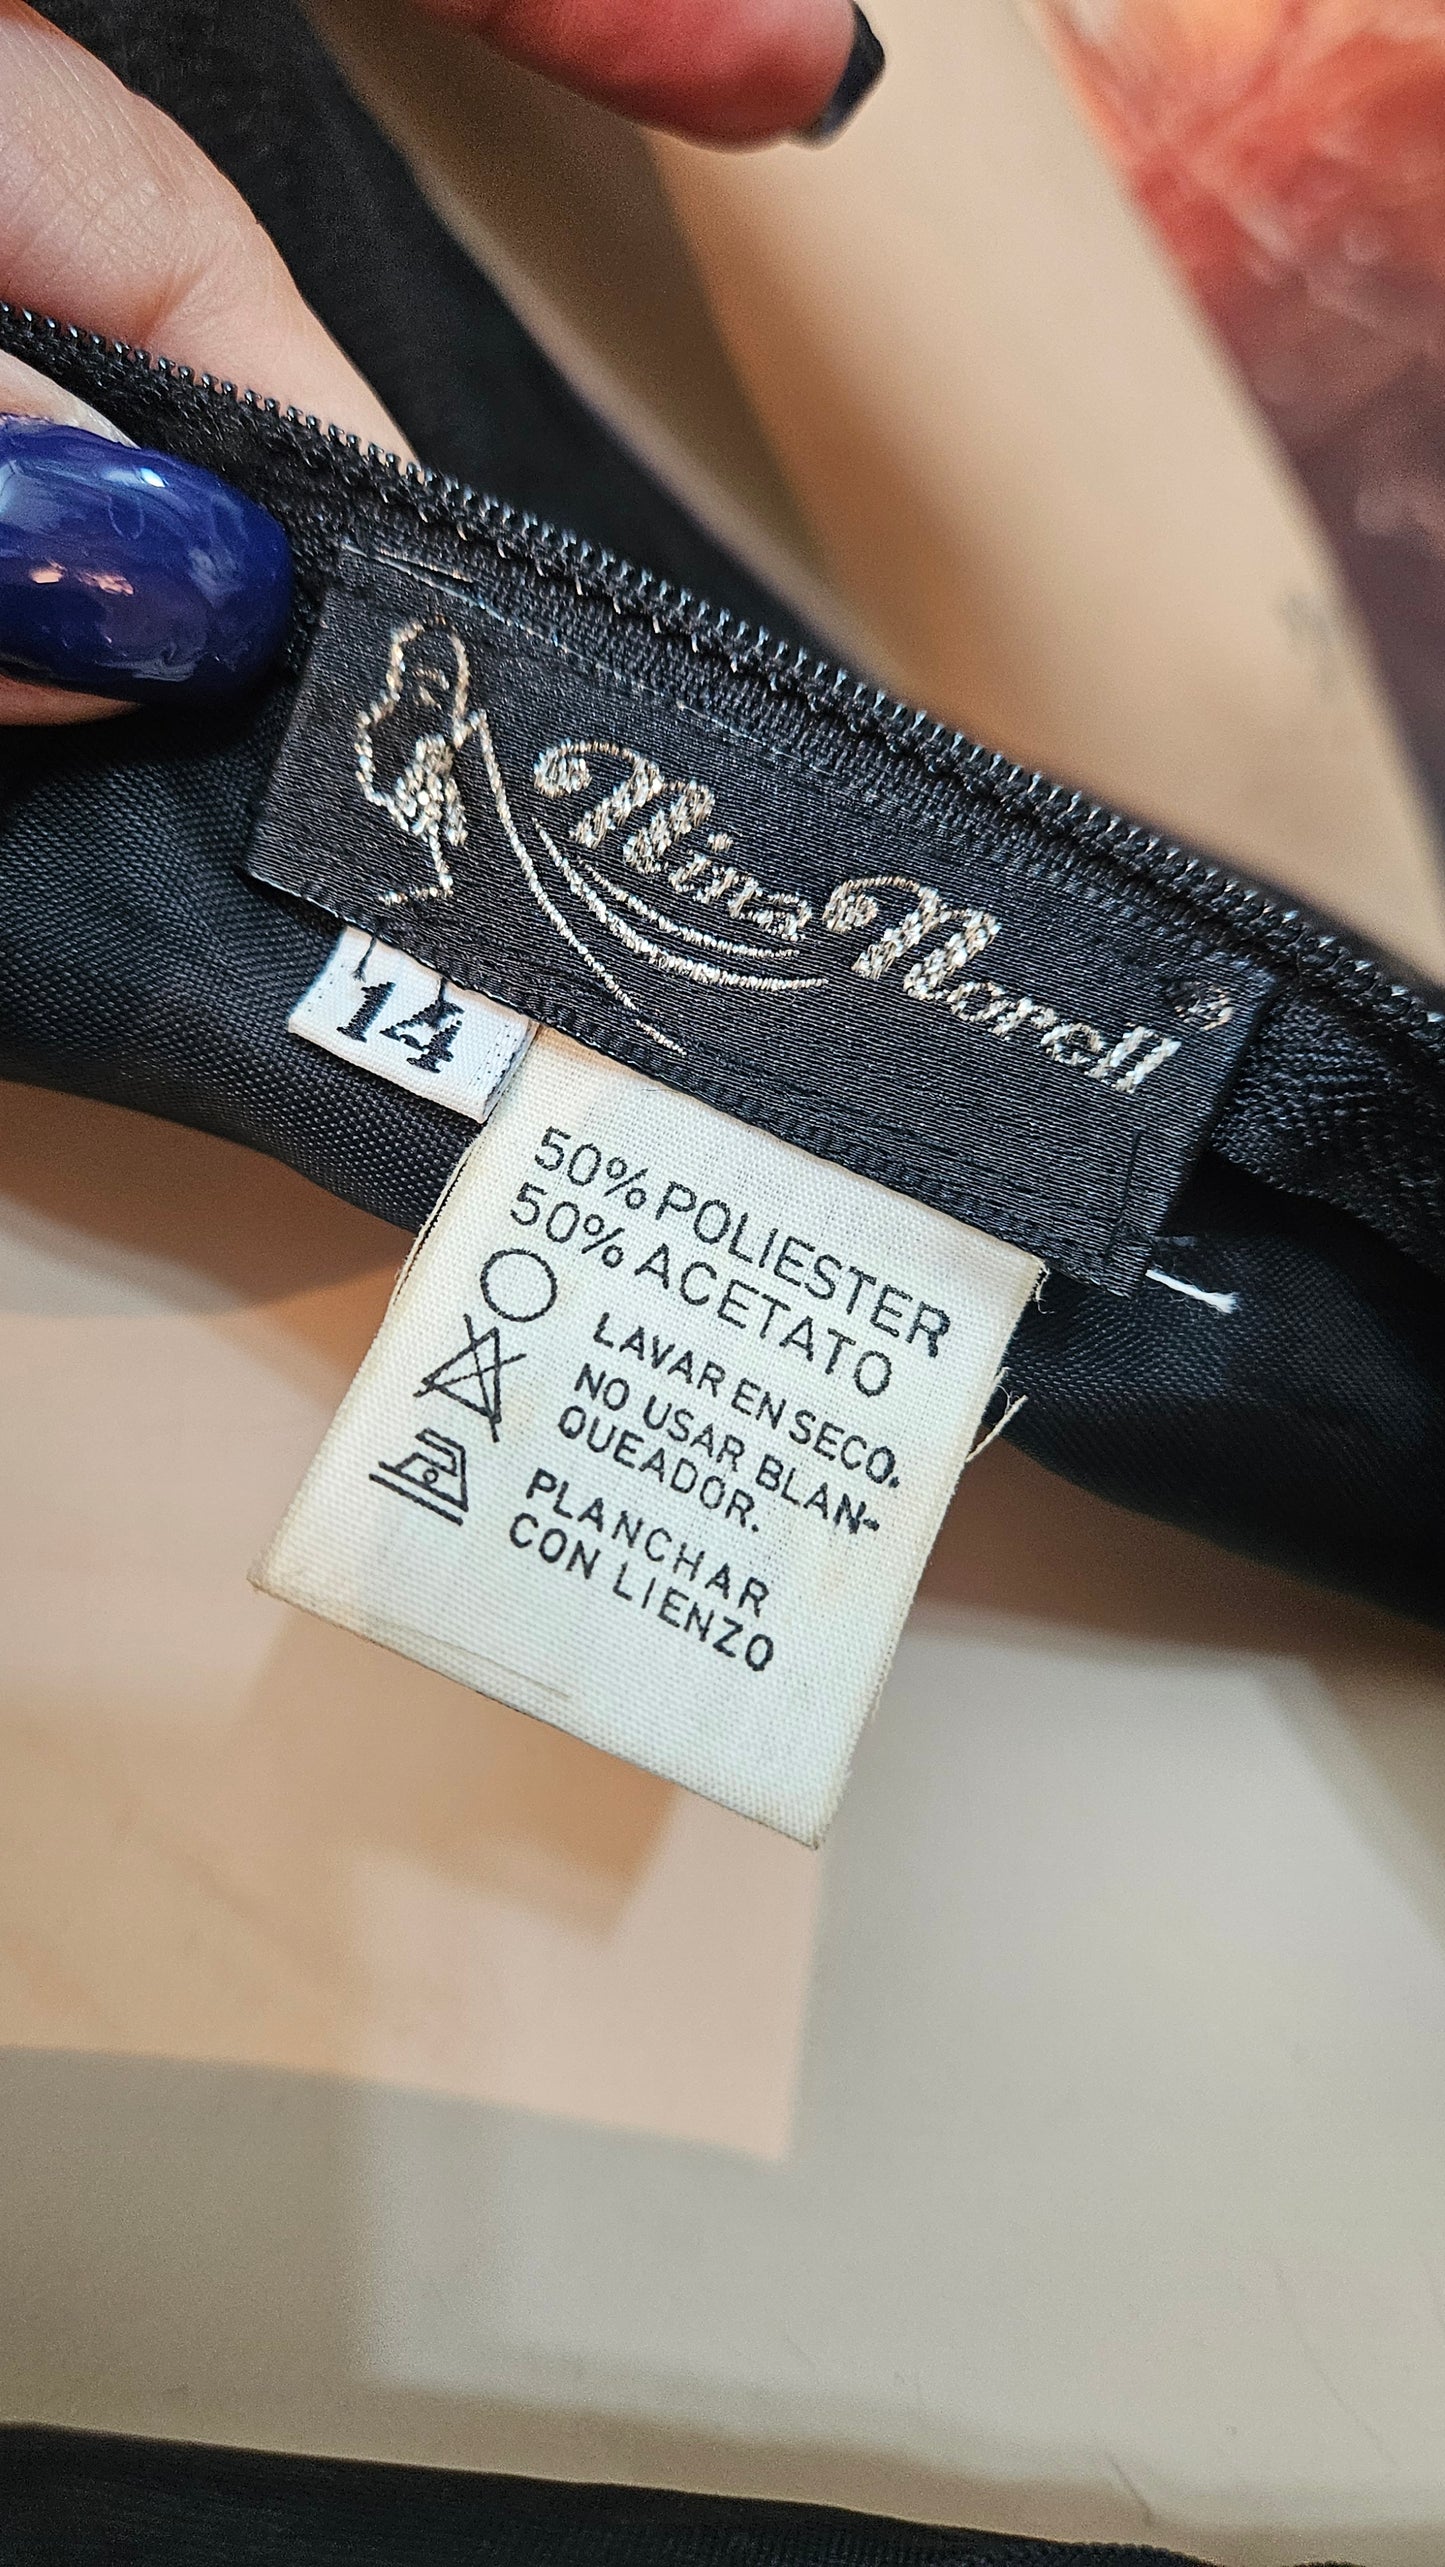 Nina Norell ®
14
50% POLIESTER
50% ACETATO
LAVAR EN SECO.
NO USAR BLAN-
QUEADOR.
PLANCHAR
CON LIENZO